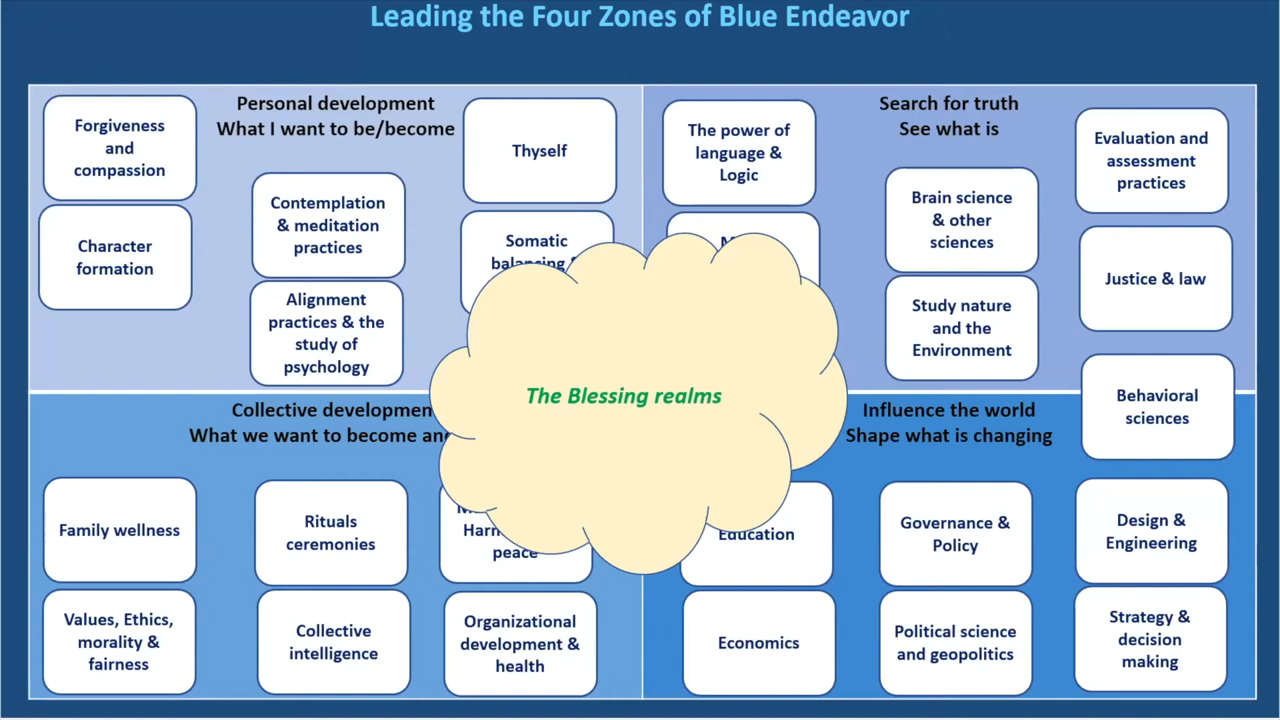 Leading the Four Zones of Blue Endeavor
Personal development
What I want to be/become
Forgiveness
and
compassion
Character
formation
Contemplation
& meditation
practices
Alignment
practices & the
study of
psychology
Thyself
Somatic
balancing
Search for truth
See what is
The power of
language &
Logic
Brain science
& other
sciences
Study nature
and the
Environment
Evaluation and
assessment
practices
Justice & law
Behavioral
sciences
The Blessing realms
Collective
What we want to become
Family wellness
Values, Ethics,
morality &
fairness
Rituals
ceremonies
Collective
intelligence
peace
Organizational
development &
health
Influence the world
Shape what is changing
Education
Economics
Governance &
Policy
Political science
and geopolitics
Design &
Engineering
Strategy &
decision
making